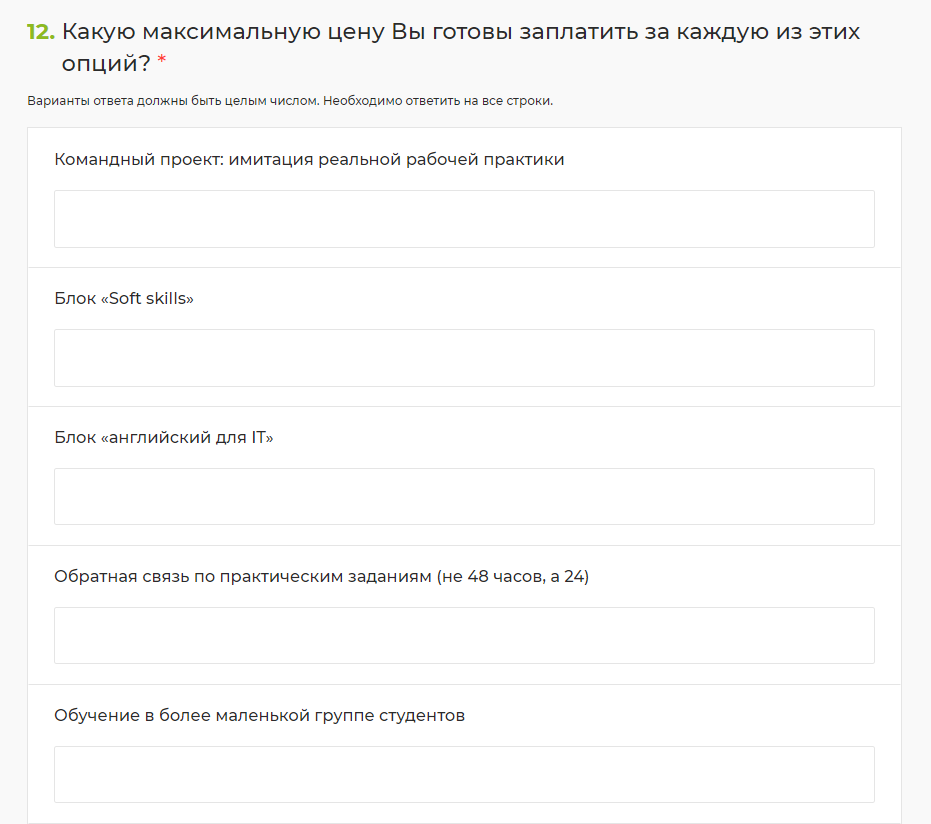 12. Какую максимальную цену Вы готовы заплатить за каждую из этих
опций? *
Варианты ответа должны быть целым числом. Необходимо ответить на все строки.
Командный проект: имитация реальной рабочей практики
Блок «Soft skills»
Блок «английский для IT»
Обратная связь по практическим заданиям (не 48 часов, а 24)
Обучение в более маленькой группе студентов